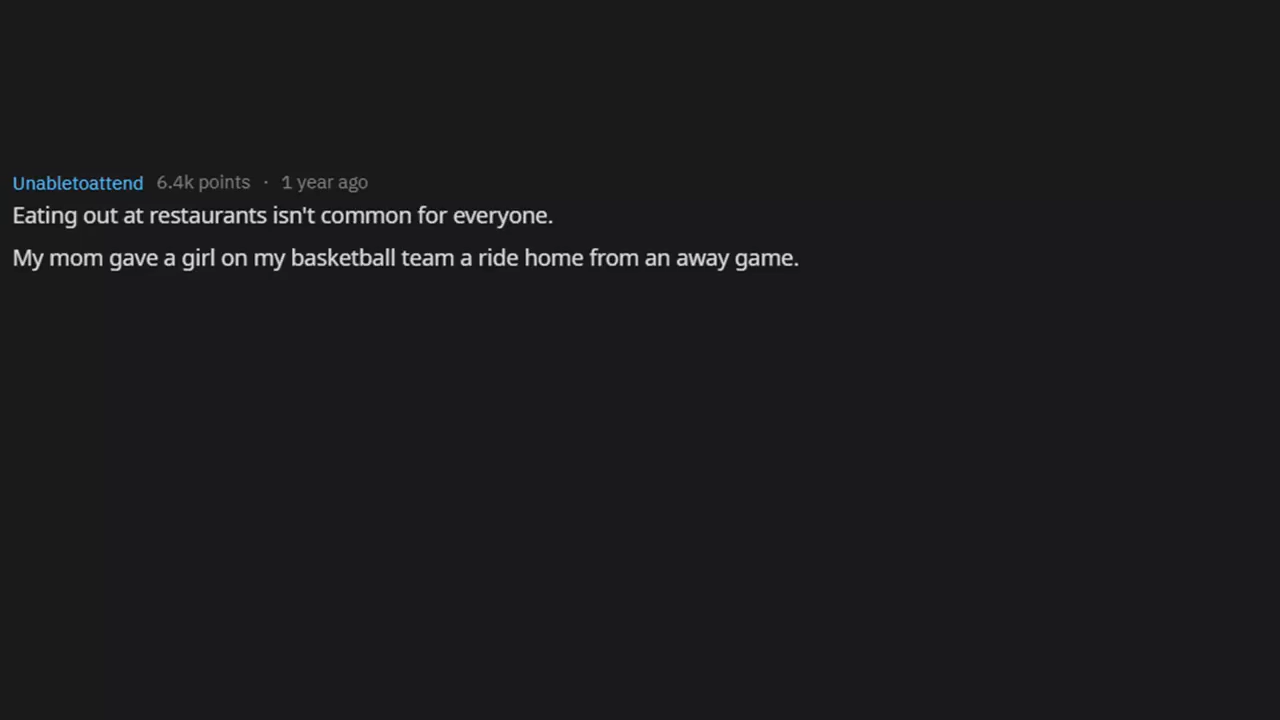 Unabletoattend 6.4k points · 1 year ago
Eating out at restaurants isn't common for everyone.
My mom gave a girl on my basketball team a ride home from an away game.